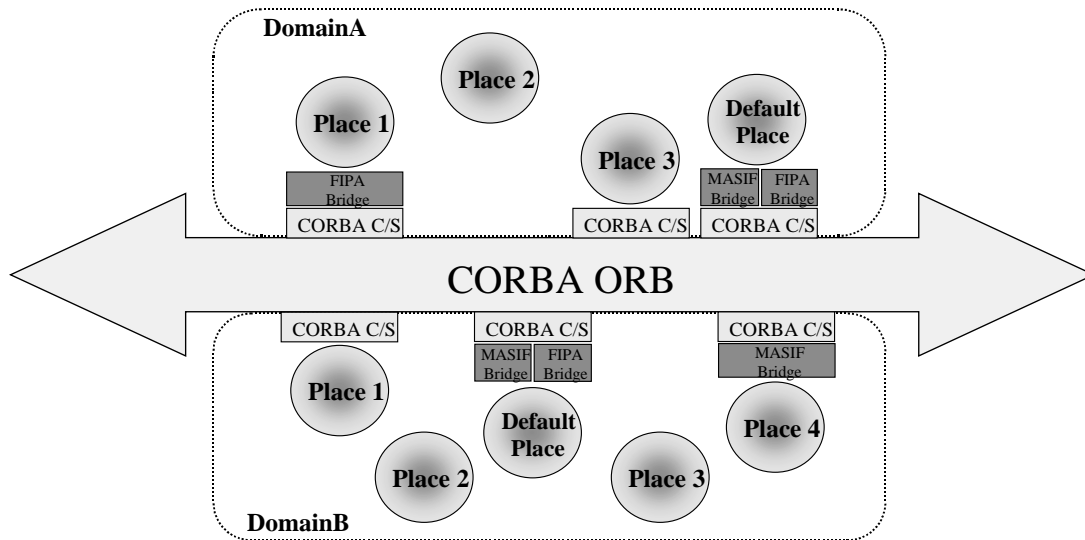 DomainA
Place 2
Place 1
Default
Place
Place 3
FIPA
Bridge
MASIF
Bridge
FIPA
Bridge
CORBA C/S
CORBA C/S
CORBA C/S
CORBA ORB
CORBA C/S
CORBA C/S
CORBA C/S
MASIF
Bridge
FIPA
Bridge
MASIF
Bridge
Place 1
Default
Place
Place 4
Place 2
Place 3
DomainB